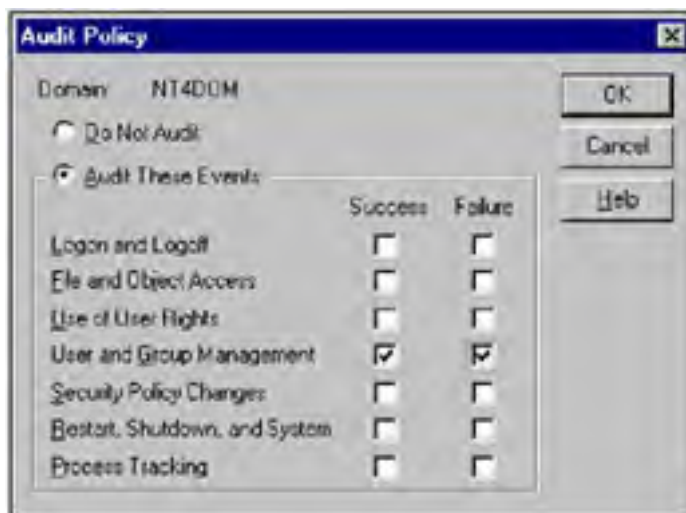 Audit Policy
Domain: NT4DOM
OK
Do Not Audit
Cancel
Audit These Events
Help
Success Failure
Logon and Logoff
File and Object Access
Use of User Rights
User and Group Management
Security Policy Changes
Restart, Shutdown, and System
Process Tracking